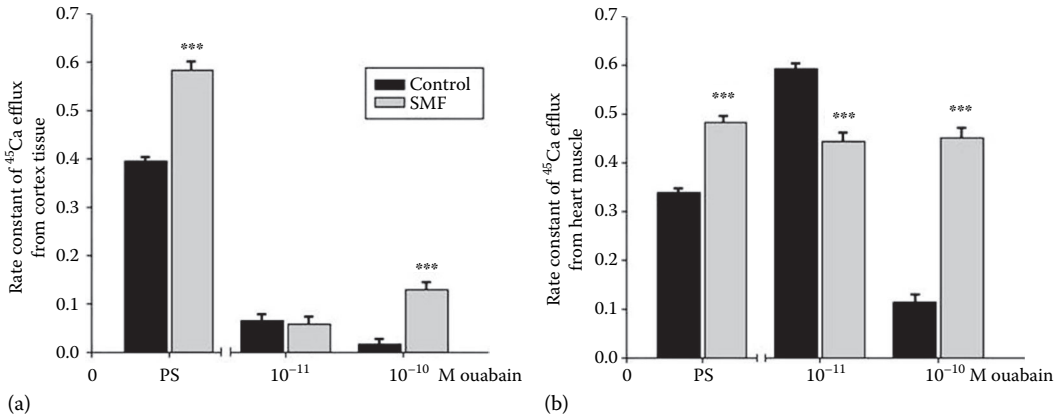 0.7
0.6
0.5
0.4
0.3
0.2
0.1
0.0
Rate constant of ⁴⁵Ca efflux
from cortex tissue
***
***
Control
SMF
0
PS
10⁻¹¹
10⁻¹⁰ M ouabain
(a)
0.7
0.6
0.5
0.4
0.3
0.2
0.1
0.0
Rate constant of ⁴⁵Ca efflux
from heart muscle
***
***
***
0
PS
10⁻¹¹
10⁻¹⁰ M ouabain
(b)